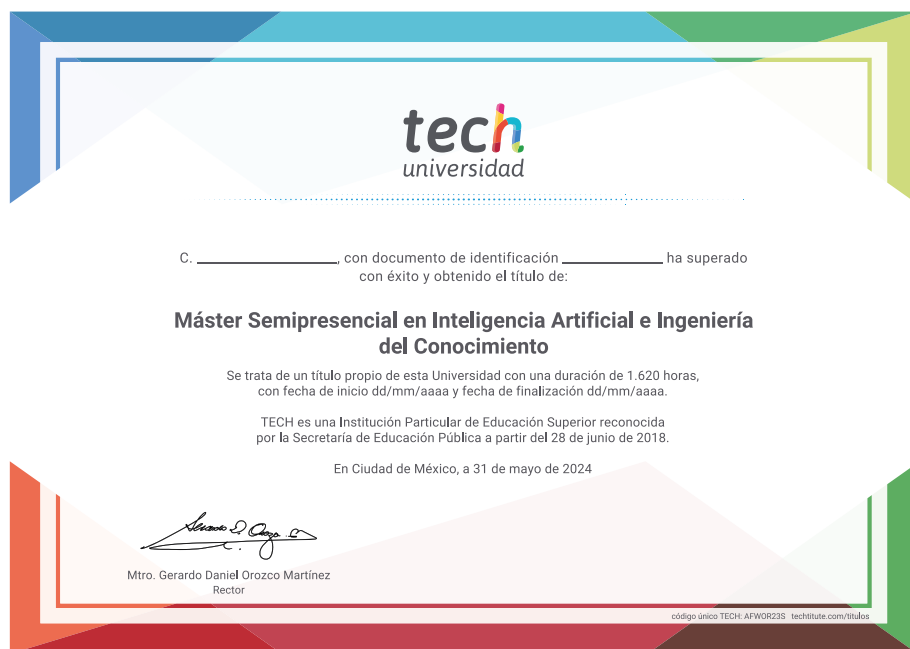 tech
universidad
C. ____________, con documento de identificación ____________ ha superado
con éxito y obtenido el título de:
Máster Semipresencial en Inteligencia Artificial e Ingeniería
del Conocimiento
Se trata de un título propio de esta Universidad con una duración de 1.620 horas,
con fecha de inicio dd/mm/aaaa y fecha de finalización dd/mm/aaaa.
TECH es una Institución Particular de Educación Superior reconocida
por la Secretaría de Educación Pública a partir del 28 de junio de 2018.
En Ciudad de México, a 31 de mayo de 2024
Mtro. Gerardo Daniel Orozco Martínez
Rector
código único TECH: AFWOR23S techtitute.com/titulos